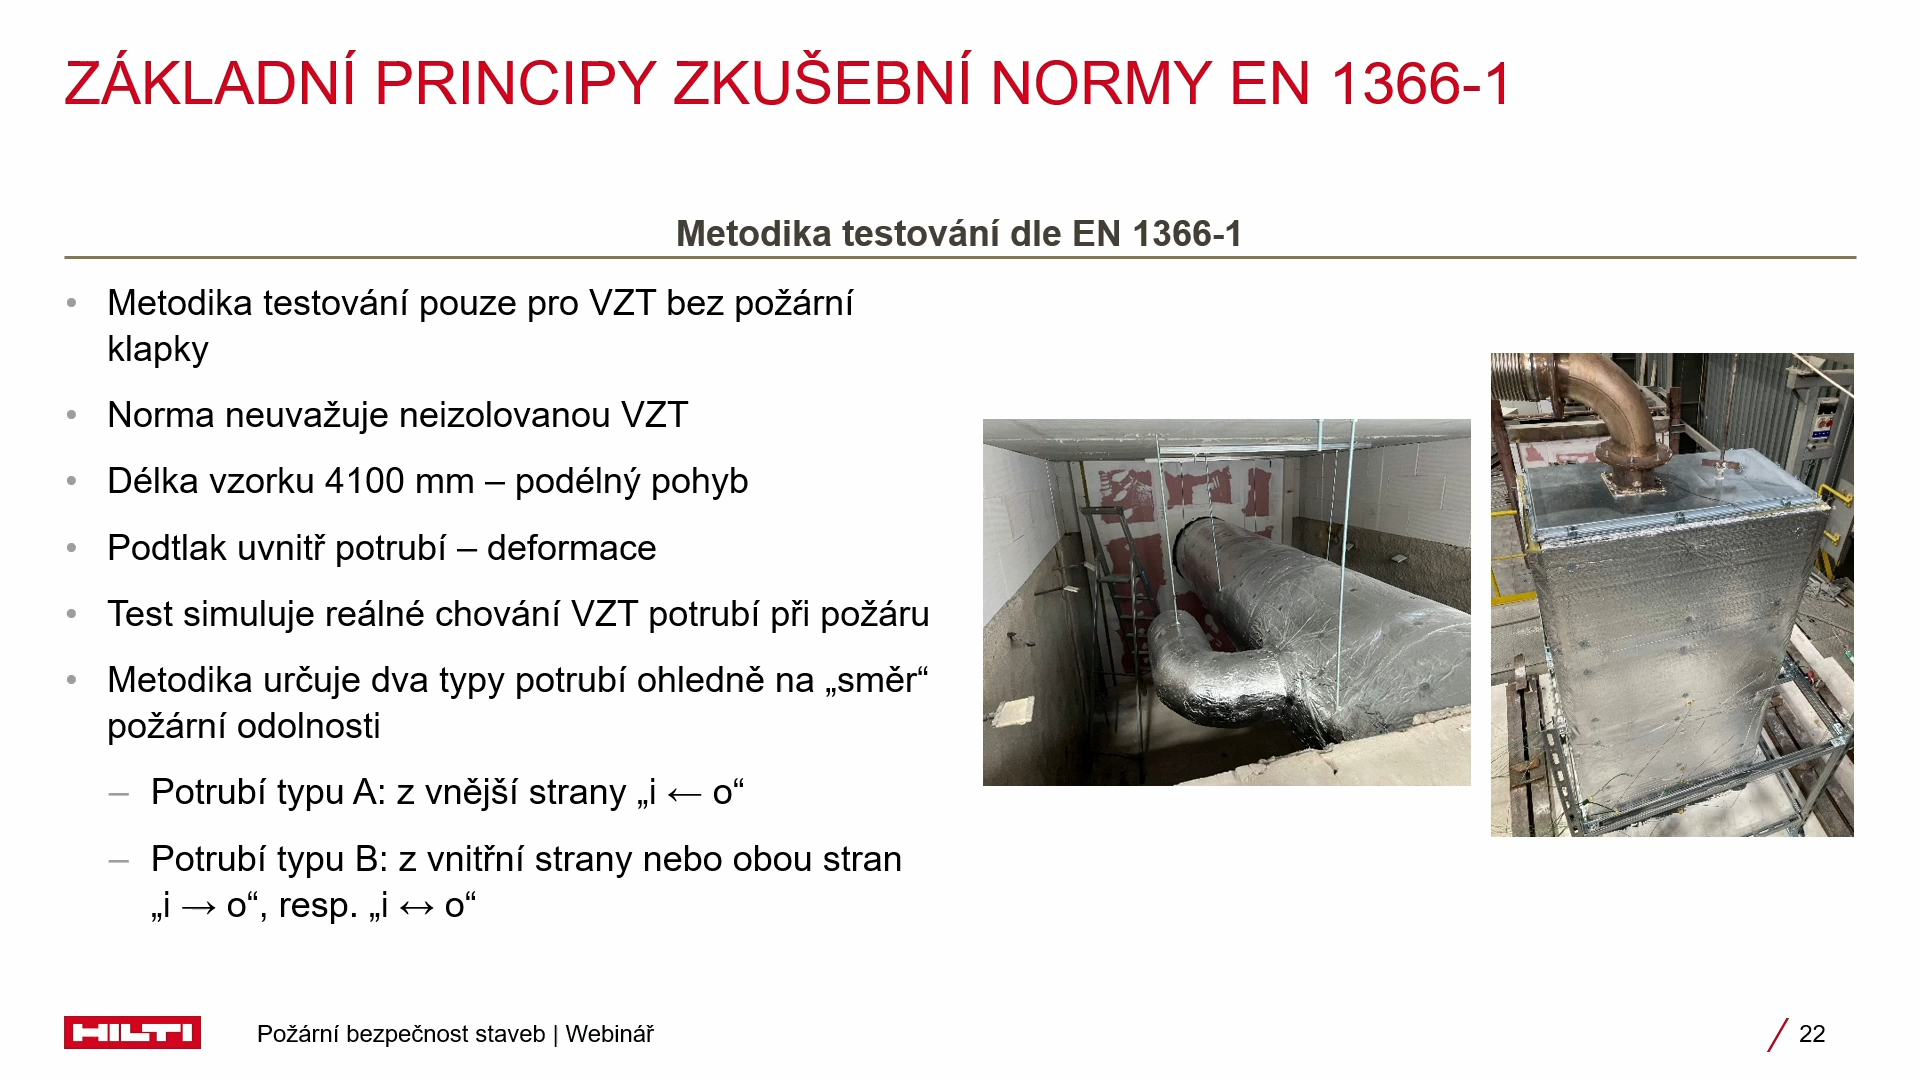 ZÁKLADNÍ PRINCIPY ZKUŠEBNÍ NORMY EN 1366-1
Metodika testování dle EN 1366-1
• Metodika testování pouze pro VZT bez požární
klapky
• Norma neuvažuje neizolovanou VZT
• Délka vzorku 4100 mm – podélný pohyb
• Podtlak uvnitř potrubí – deformace
• Test simuluje reálné chování VZT potrubí při požáru
• Metodika určuje dva typy potrubí ohledně na „směr“
požární odolnosti
– Potrubí typu A: z vnější strany „i ← o“
– Potrubí typu B: z vnitřní strany nebo obou stran
„i → o“, resp. „i ↔ o“
HILTI
Požární bezpečnost staveb | Webinář
22